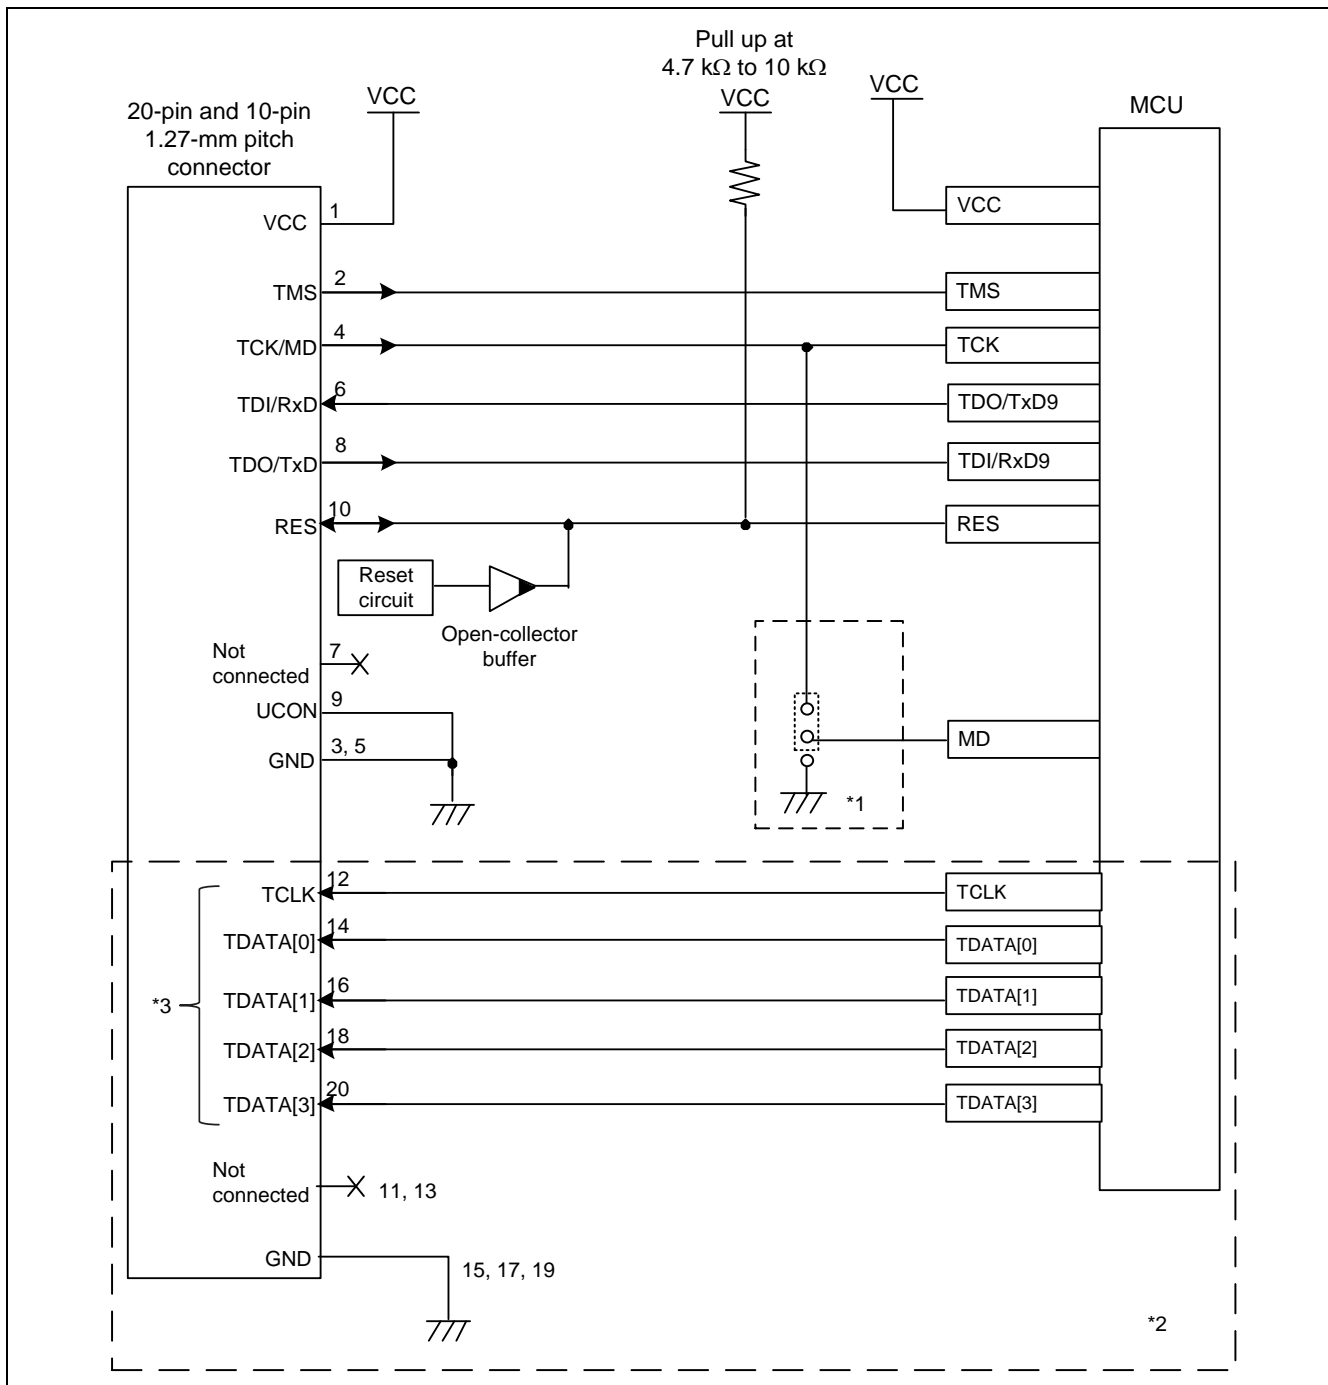 Pull up at
4.7 kΩ to 10 kΩ
VCC
VCC
VCC
MCU
20-pin and 10-pin
1.27-mm pitch
connector
VCC
1
VCC
TMS
2
TMS
TCK/MD
4
TCK
TDI/RxD
6
TDO/TxD9
TDO/TxD
8
TDI/RxD9
RES
10
RES
Reset
circuit
Open-collector
buffer
Not
connected
7
UCON
9
GND
3, 5
MD
*1
TCLK
12
TCLK
TDATA[0]
14
TDATA[0]
*3
TDATA[1]
16
TDATA[1]
TDATA[2]
18
TDATA[2]
TDATA[3]
20
TDATA[3]
Not
connected
11, 13
GND
15, 17, 19
*2